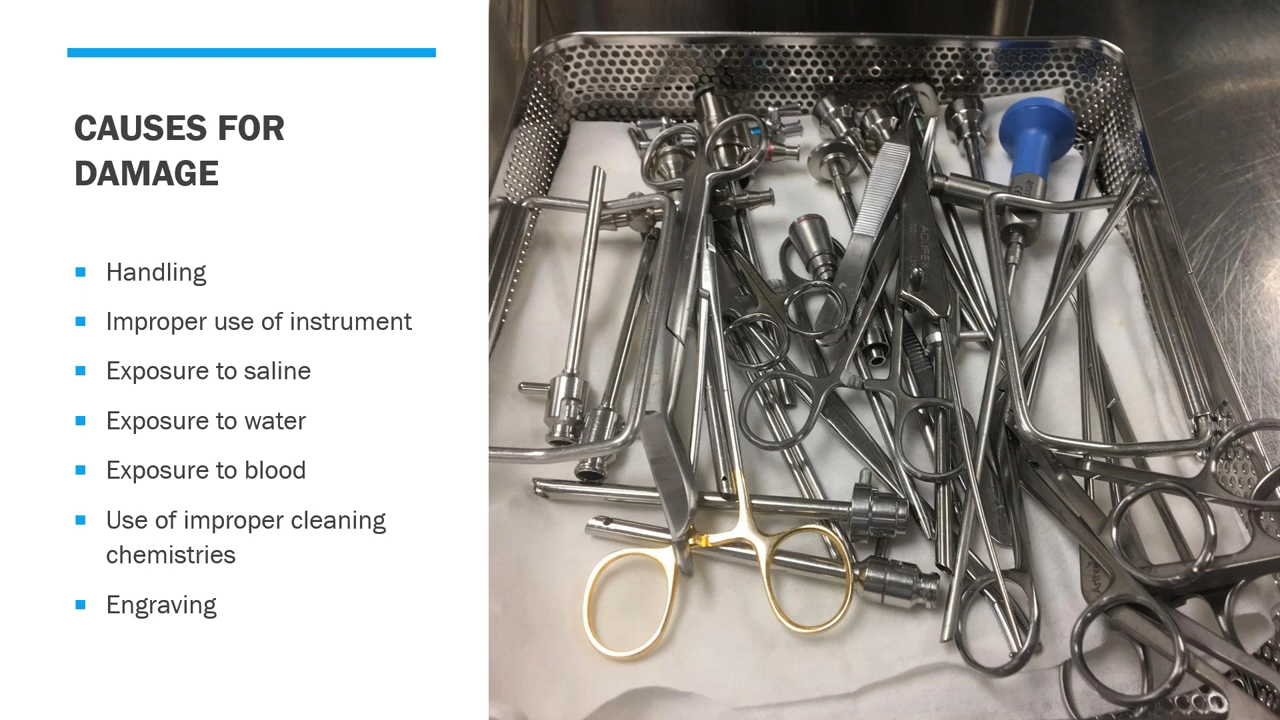 CAUSES FOR
DAMAGE
Handling
Improper use of instrument
Exposure to saline
Exposure to water
Exposure to blood
Use of improper cleaning
chemistries
Engraving
ACUFEX